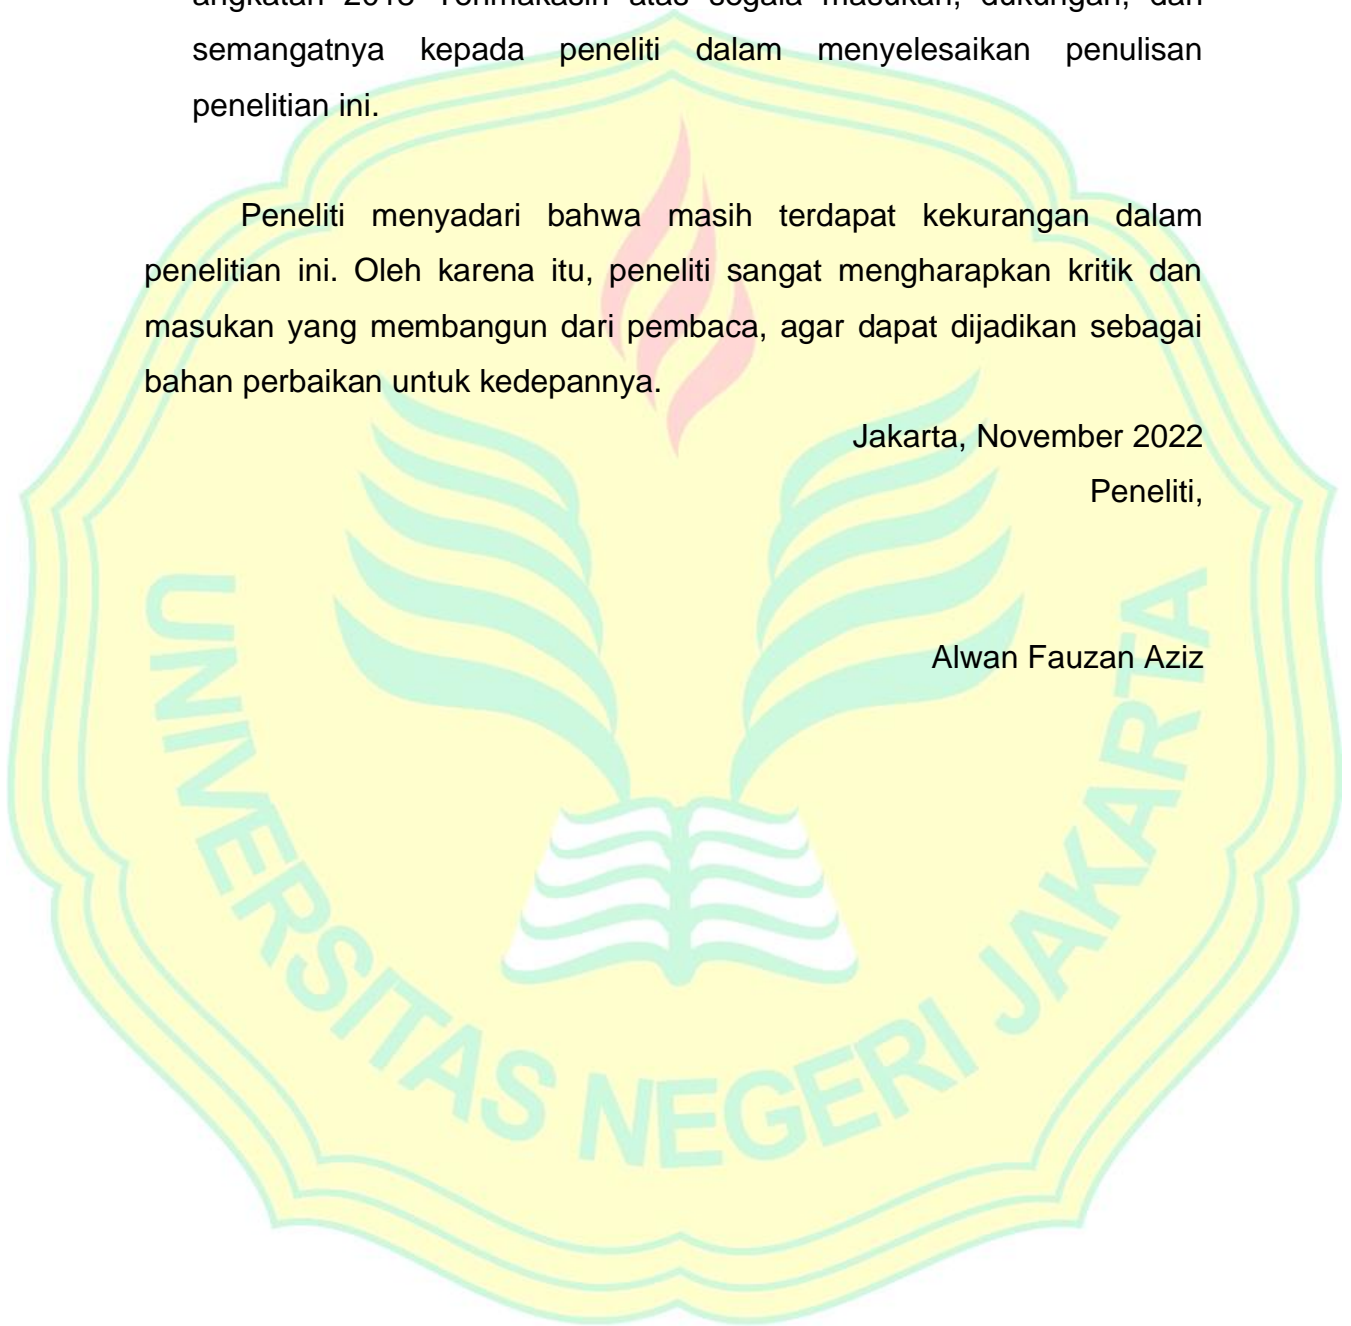 semangatnya kepada peneliti dalam menyelesaikan penulisan
penelitian ini.
Peneliti menyadari bahwa masih terdapat kekurangan dalam
penelitian ini. Oleh karena itu, peneliti sangat mengharapkan kritik dan
masukan yang membangun dari pembaca, agar dapat dijadikan sebagai
bahan perbaikan untuk kedepannya.
Jakarta, November 2022
Peneliti,
Alwan Fauzan Aziz
UNIVERSITAS NEGERI JAKARTA